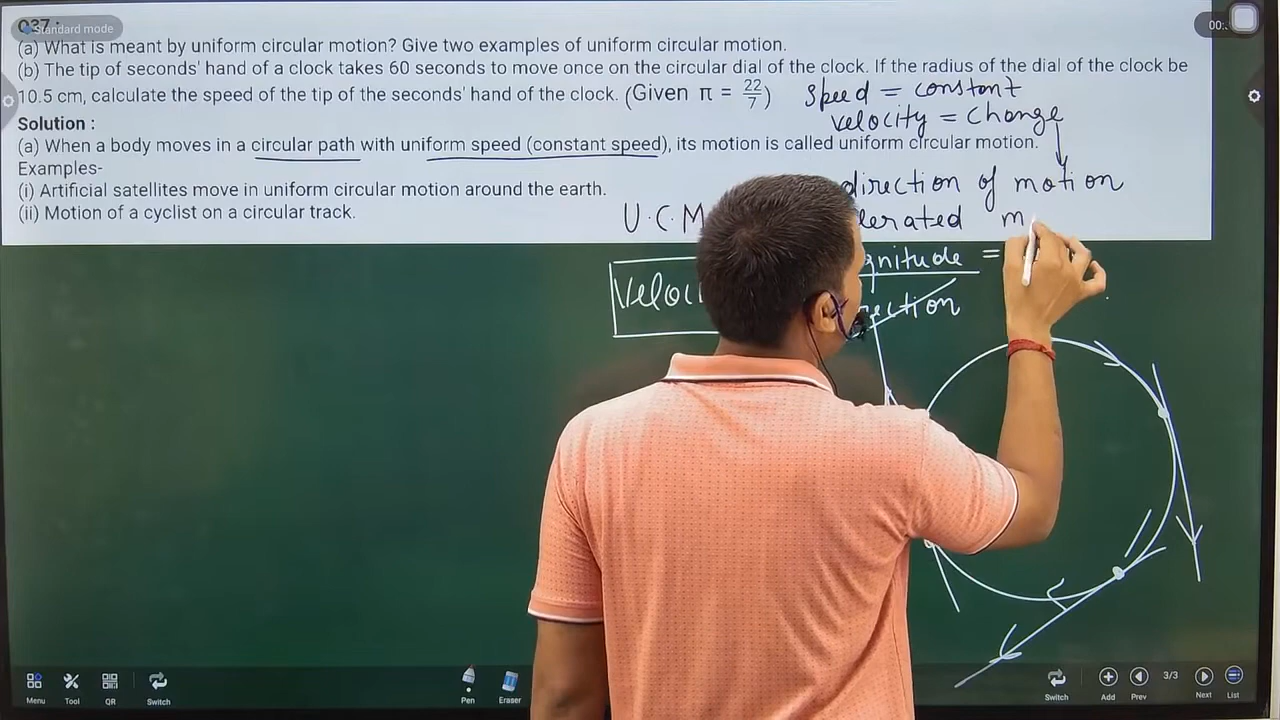 Q37 :
Standard mode
00:
(a) What is meant by uniform circular motion? Give two examples of uniform circular motion.
(b) The tip of seconds' hand of a clock takes 60 seconds to move once on the circular dial of the clock. If the radius of the dial of the clock be
10.5 cm, calculate the speed of the tip of the seconds' hand of the clock. (Given π = 22/7)
speed = constant
velocity = change
Solution :
(a) When a body moves in a circular path with uniform speed (constant speed), its motion is called uniform circular motion.
Examples-
(i) Artificial satellites move in uniform circular motion around the earth.
direction of motion
(ii) Motion of a cyclist on a circular track.
U.C.M
lerated m
Veloci
gnitude =
rection
Menu
Tool
QR
Switch
Pen
Eraser
Switch
Add
Prev
3/3
Next
List